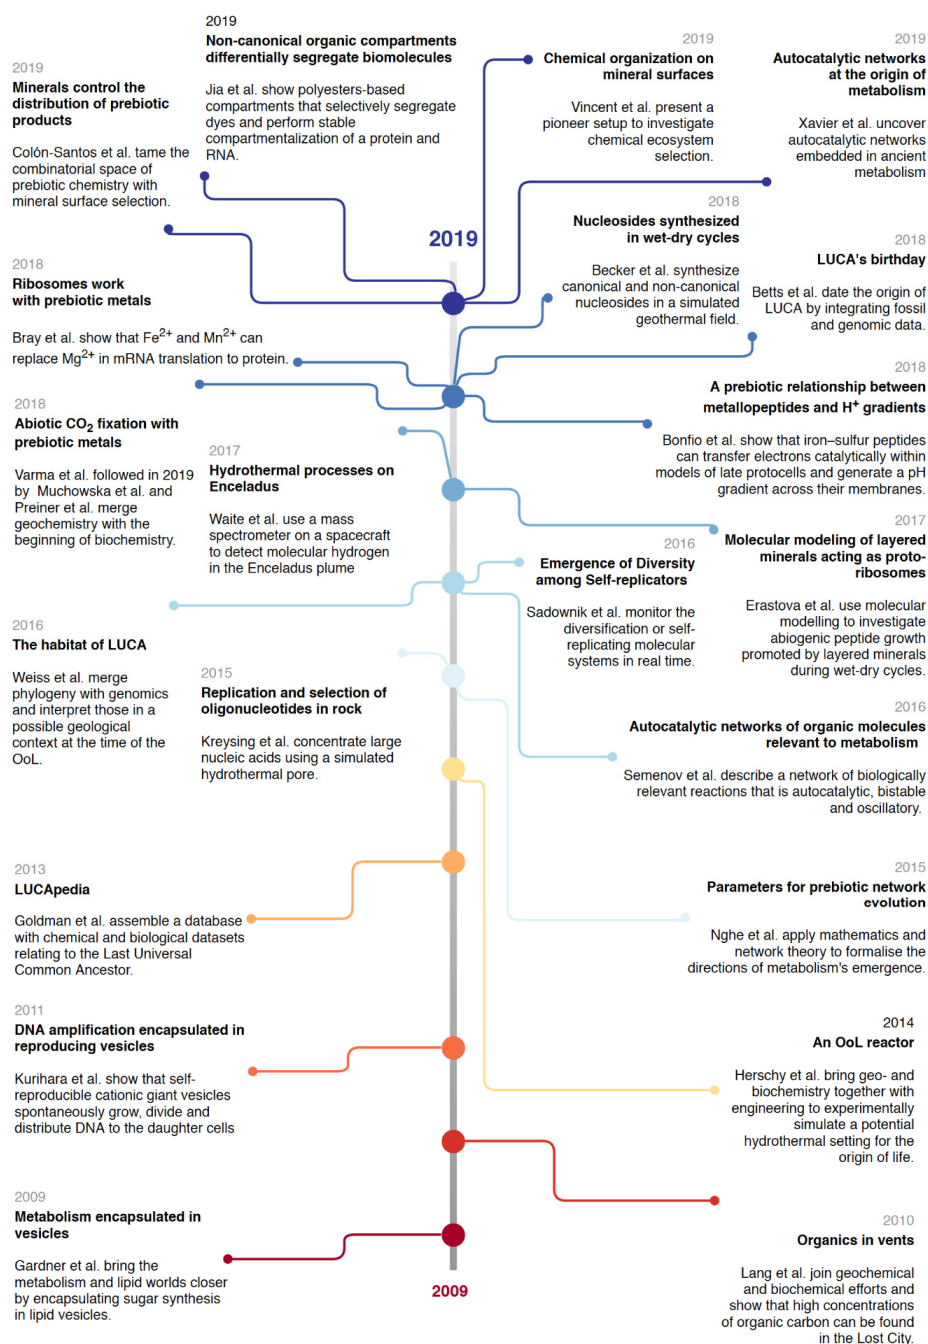 2019
Non-canonical organic compartments
differentially segregate biomolecules
Jia et al. show polyesters-based
compartments that selectively segregate
dyes and perform stable
compartmentalization of a protein and
RNA.
2019
Chemical organization on
mineral surfaces
Vincent et al. present a
pioneer setup to investigate
chemical ecosystem
selection.
2019
Autocatalytic networks
at the origin of
metabolism
Xavier et al. uncover
autocatalytic networks
embedded in ancient
metabolism
2019
Minerals control the
distribution of prebiotic
products
Colón-Santos et al. tame the
combinatorial space of
prebiotic chemistry with
mineral surface selection.
2019
2018
Nucleosides synthesized
in wet-dry cycles
Becker et al. synthesize
canonical and non-canonical
nucleosides in a simulated
geothermal field.
2018
LUCA's birthday
Betts et al. date the origin of
LUCA by integrating fossil
and genomic data.
2018
Ribosomes work
with prebiotic metals
Bray et al. show that Fe2+ and Mn2+ can
replace Mg2+ in mRNA translation to protein.
2018
A prebiotic relationship between
metallopeptides and H+ gradients
Bonfio et al. show that iron–sulfur peptides
can transfer electrons catalytically within
models of late protocells and generate a pH
gradient across their membranes.
2018
Abiotic CO2 fixation with
prebiotic metals
Varma et al. followed in 2019
by Muchowska et al. and
Preiner et al. merge
geochemistry with the
beginning of biochemistry.
2017
Hydrothermal processes on
Enceladus
Waite et al. use a mass
spectrometer on a spacecraft
to detect molecular hydrogen
in the Enceladus plume
2017
Molecular modeling of layered
minerals acting as proto-
ribosomes
Erastova et al. use molecular
modelling to investigate
abiogenic peptide growth
promoted by layered minerals
during wet-dry cycles.
2016
Emergence of Diversity
among Self-replicators
Sadownik et al. monitor the
diversification or self-
replicating molecular
systems in real time.
2016
The habitat of LUCA
Weiss et al. merge
phylogeny with genomics
and interpret those in a
possible geological
context at the time of the
OoL.
2015
Replication and selection of
oligonucleotides in rock
Kreysing et al. concentrate large
nucleic acids using a simulated
hydrothermal pore.
2016
Autocatalytic networks of organic molecules
relevant to metabolism
Semenov et al. describe a network of biologically
relevant reactions that is autocatalytic, bistable
and oscillatory.
2013
LUCApedia
Goldman et al. assemble a database
with chemical and biological datasets
relating to the Last Universal
Common Ancestor.
2015
Parameters for prebiotic network
evolution
Nghe et al. apply mathematics and
network theory to formalise the
directions of metabolism's emergence.
2011
DNA amplification encapsulated in
reproducing vesicles
Kurihara et al. show that self-
reproducible cationic giant vesicles
spontaneously grow, divide and
distribute DNA to the daughter cells
2014
An OoL reactor
Herschy et al. bring geo- and
biochemistry together with
engineering to experimentally
simulate a potential
hydrothermal setting for the
origin of life.
2009
Metabolism encapsulated in
vesicles
Gardner et al. bring the
metabolism and lipid worlds closer
by encapsulating sugar synthesis
in lipid vesicles.
2009
2010
Organics in vents
Lang et al. join geochemical
and biochemical efforts and
show that high concentrations
of organic carbon can be found
in the Lost City.